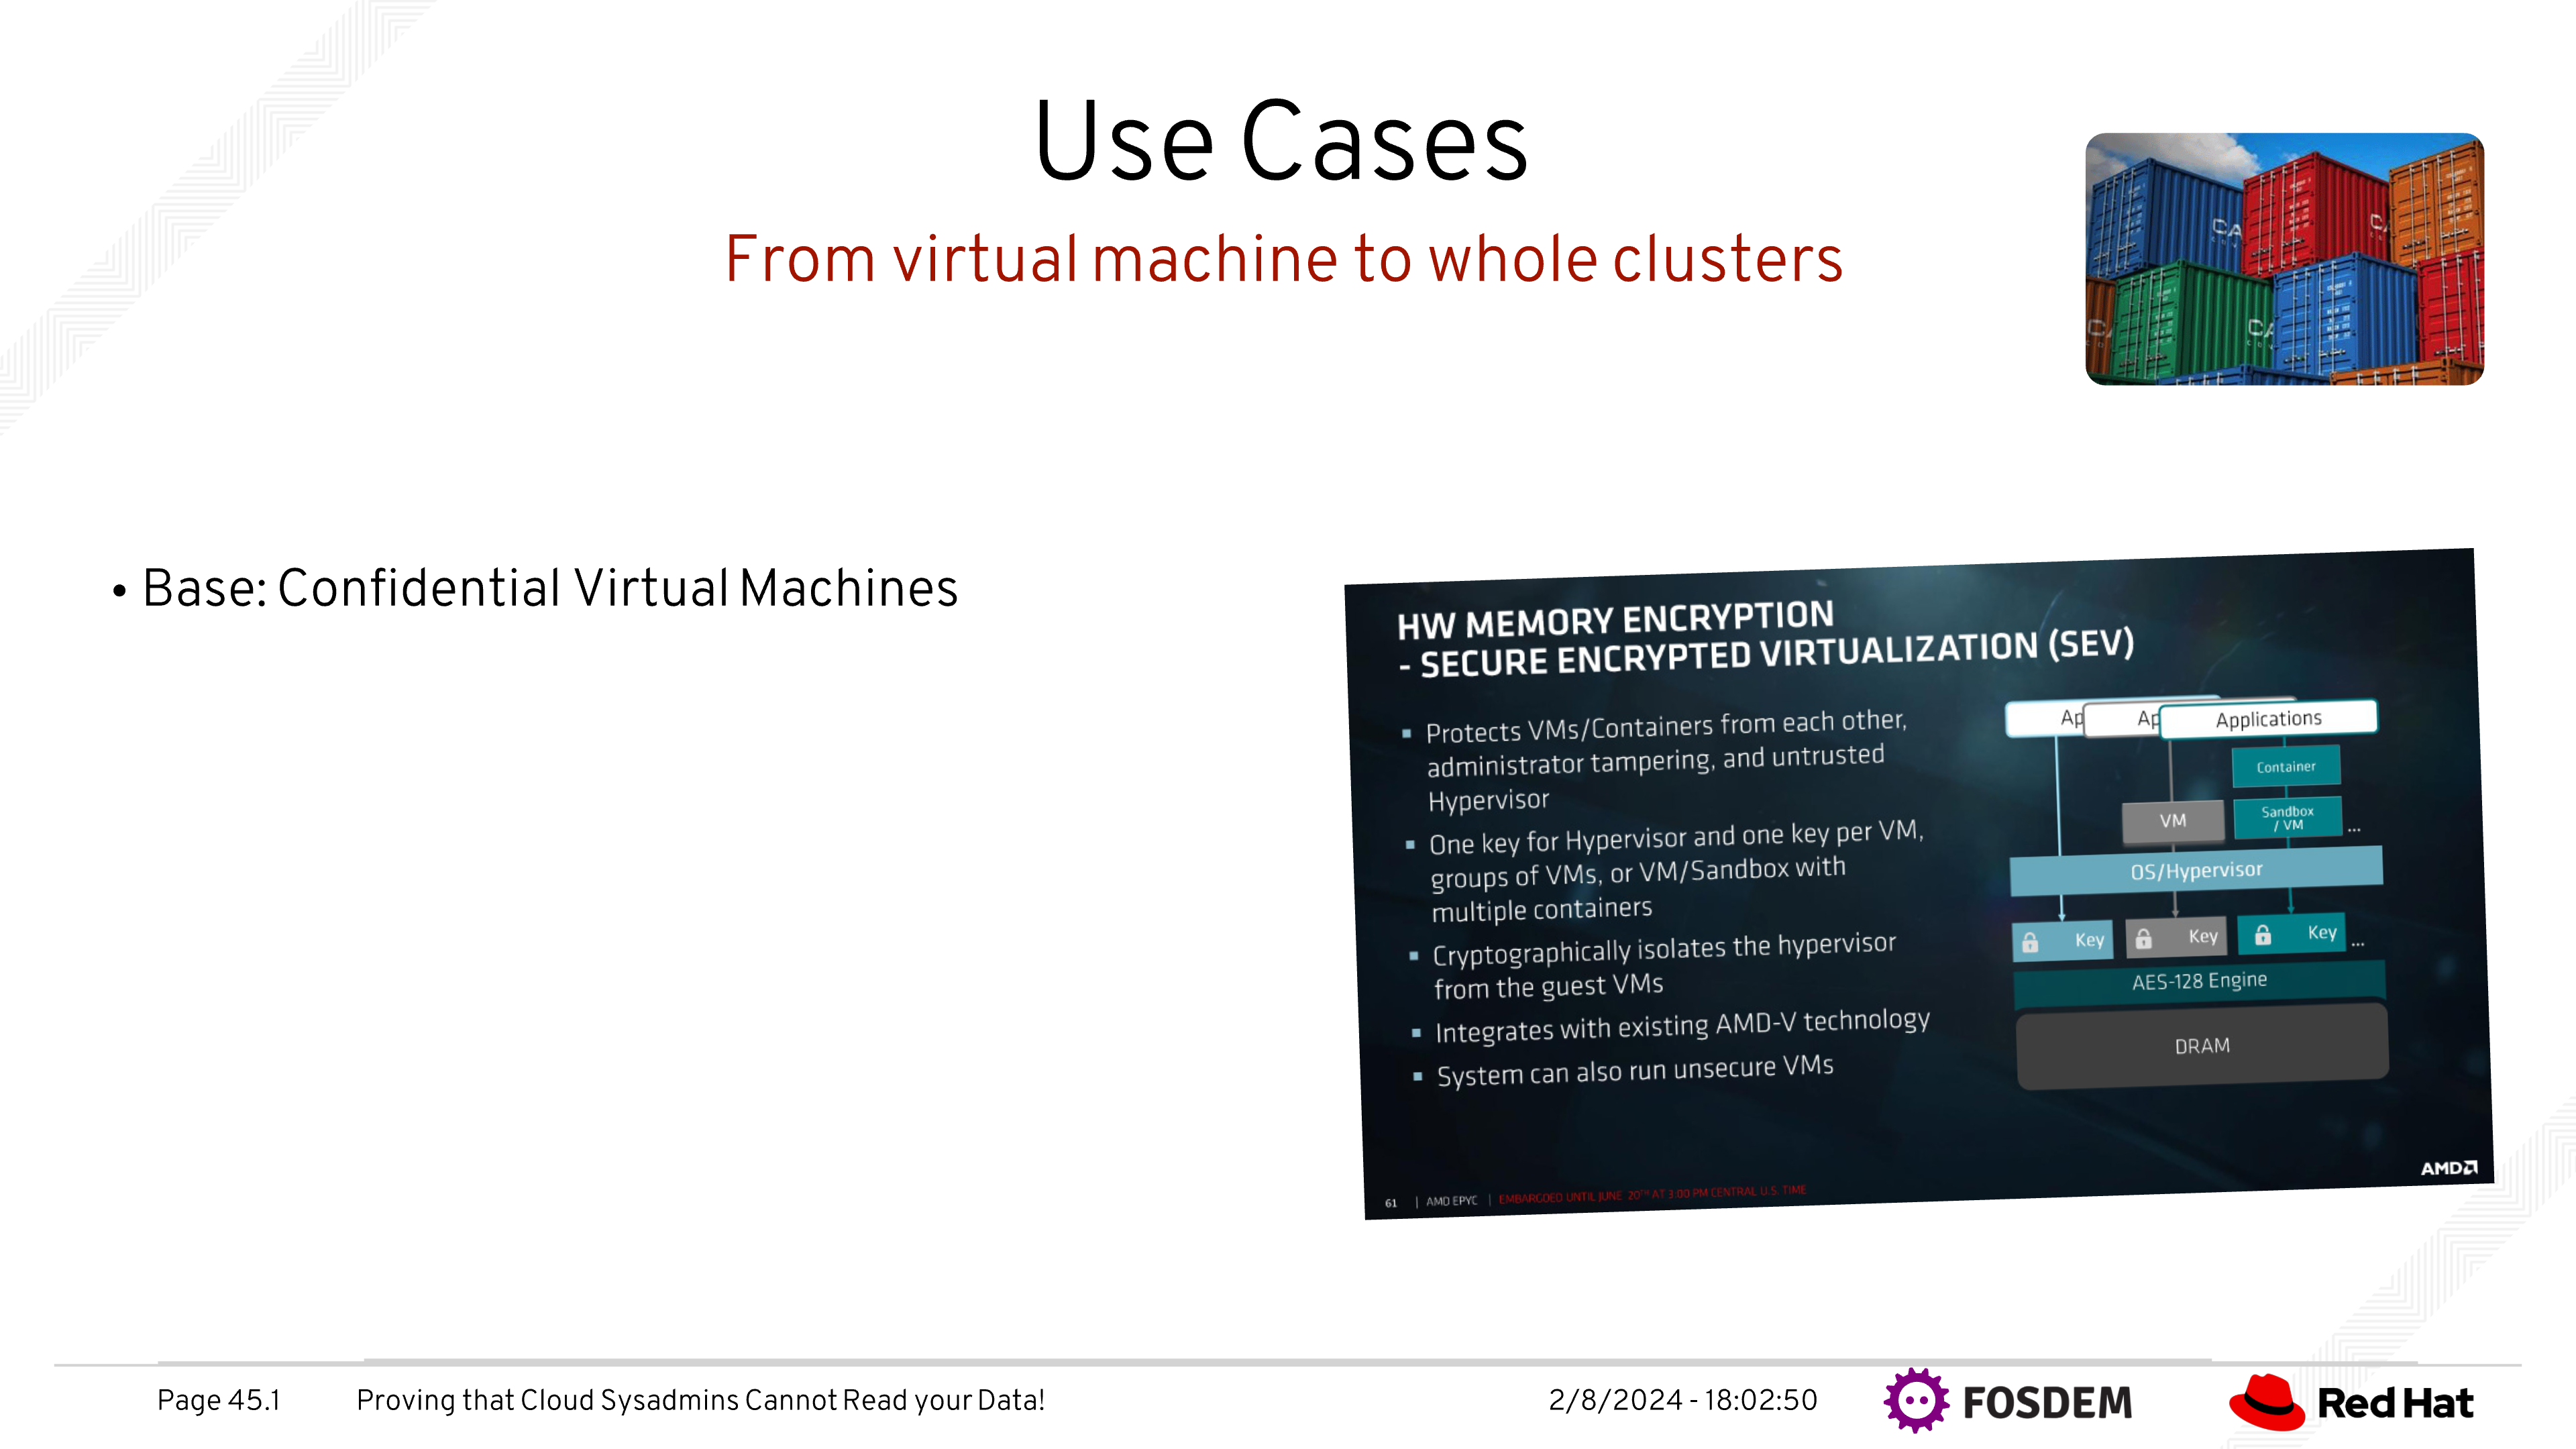 Use Cases
From virtual machine to whole clusters
• Base: Confidential Virtual Machines
HW MEMORY ENCRYPTION
- SECURE ENCRYPTED VIRTUALIZATION (SEV)
Protects VMs/Containers from each other,
administrator tampering, and untrusted
Hypervisor
One key for Hypervisor and one key per VM,
groups of VMs, or VM/Sandbox with
multiple containers
Cryptographically isolates the hypervisor
from the guest VMs
Integrates with existing AMD-V technology
System can also run unsecure VMs
Ap Ap Applications
Container
VM
Sandbox
/ VM
...
OS/Hypervisor
Key Key Key ...
AES-128 Engine
DRAM
AMD
61 | AMD EPYC | EMBARGOED UNTIL JUNE 20TH AT 3:00 PM CENTRAL U.S. TIME
Page 45.1 Proving that Cloud Sysadmins Cannot Read your Data! 2/8/2024 - 18:02:50 FOSDEM Red Hat